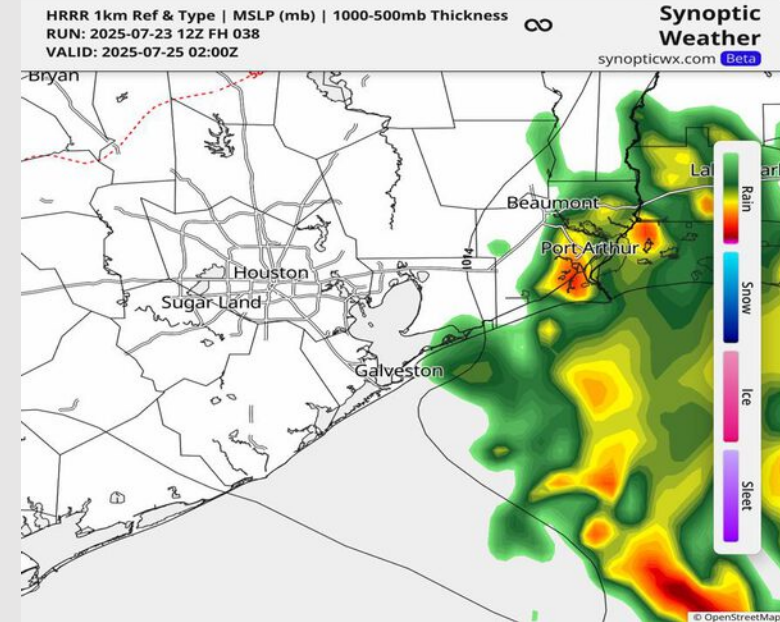 HRRR 1km Ref & Type | MSLP (mb) | 1000-500mb Thickness
RUN: 2025-07-23 12Z FH 038
VALID: 2025-07-25 02:00Z
Synoptic
Weather
synopticwx.com Beta
Bryan
Beaumont
Port Arthur
1014
Houston
Sugar Land
Galveston
Rain
Snow
Ice
Sleet
© OpenStreetMap